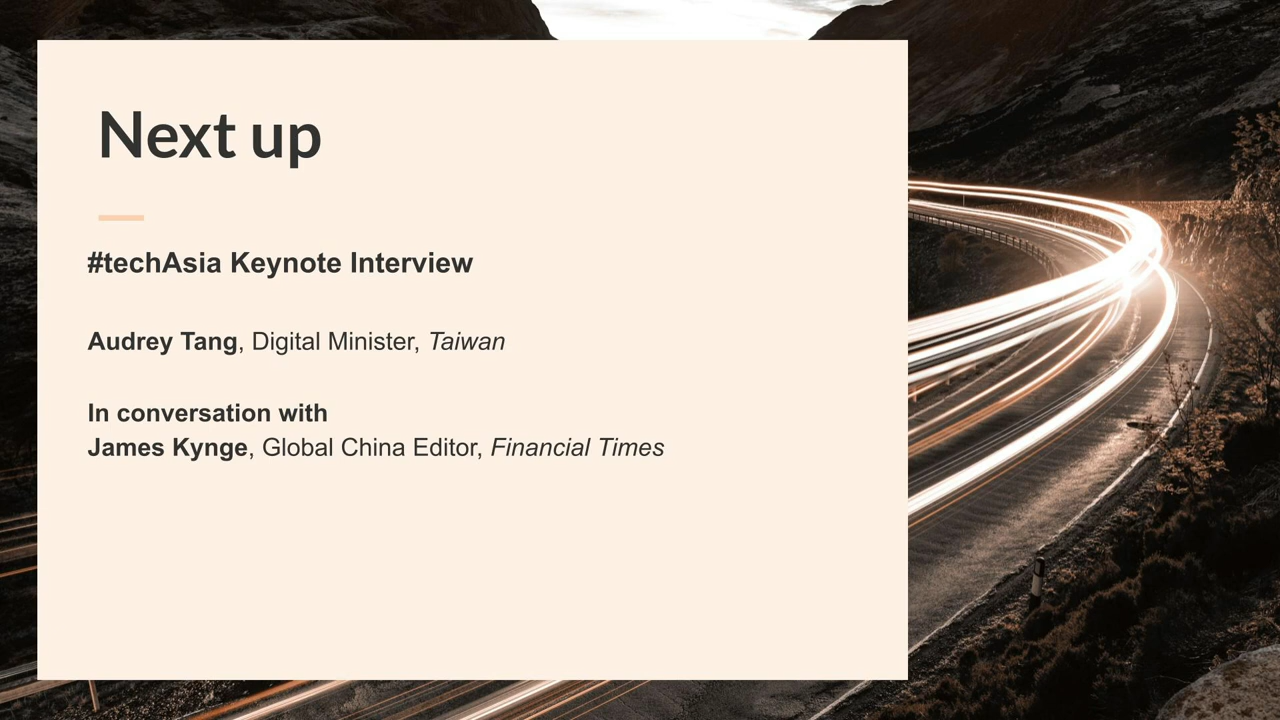 Next up
#techAsia Keynote Interview
Audrey Tang, Digital Minister, Taiwan
In conversation with
James Kynge, Global China Editor, Financial Times